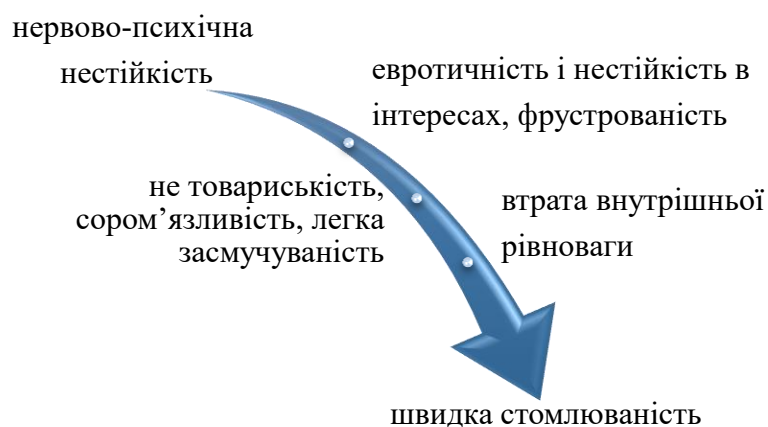 нервово-психічна
нестійкість
евротичність і нестійкість в
інтересах, фрустрованість
не товариськість,
сором’язливість, легка
засмучуваність
втрата внутрішньої
рівноваги
швидка стомлюваність